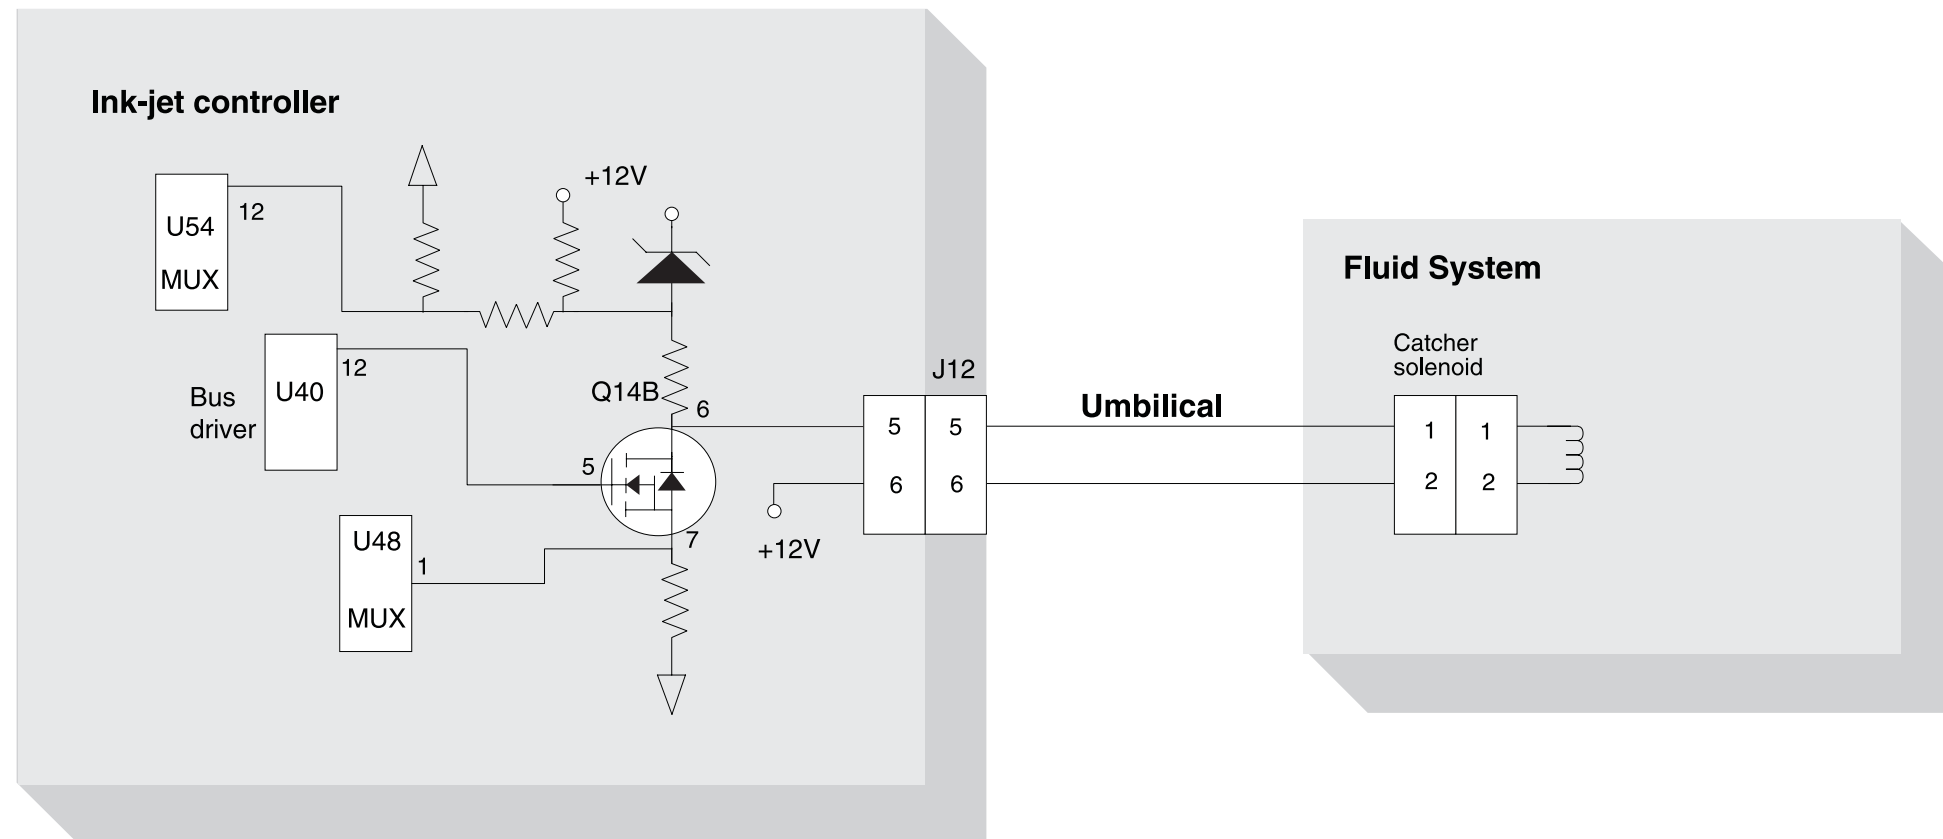 Ink-jet controller
+12V
U54
MUX
12
Fluid System
Bus
driver
U40
12
Q14B
6
5
7
U48
MUX
1
+12V
J12
5 5
6 6
Umbilical
Catcher
solenoid
1 1
2 2